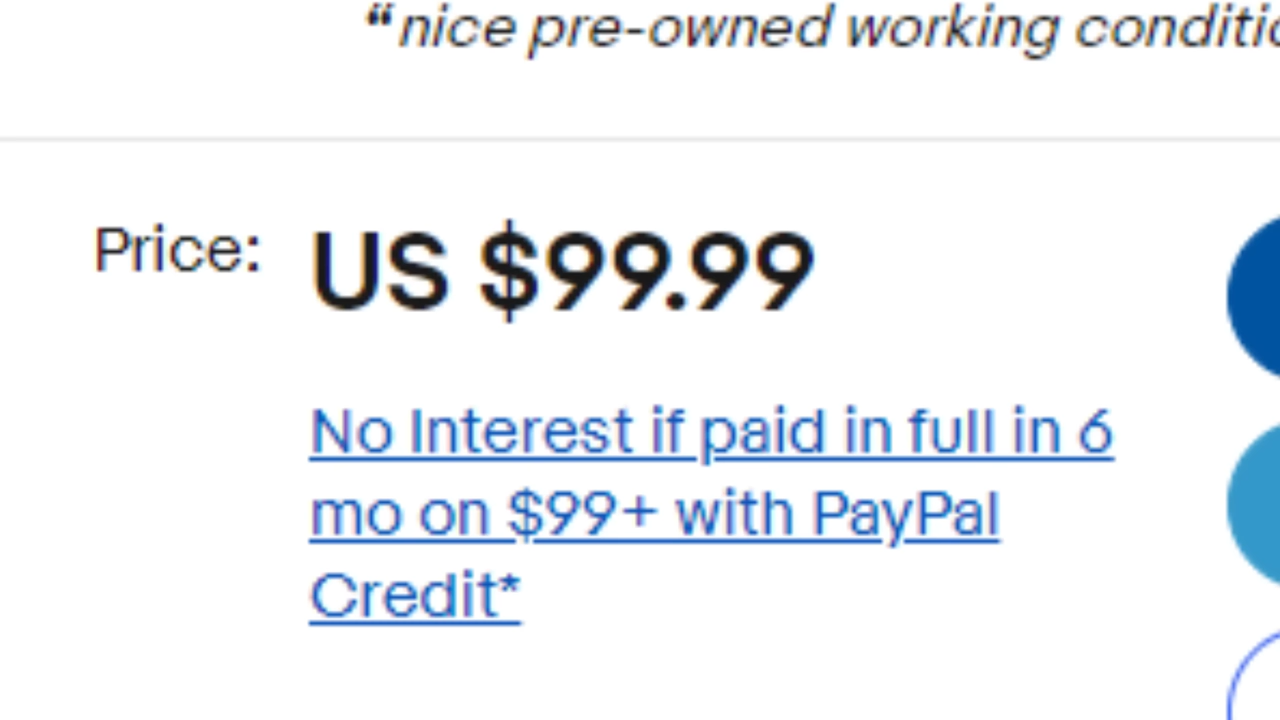 “nice pre-owned working
Price: US $99.99
No Interest if paid in full in 6
mo on $99+ with PayPal
Credit*